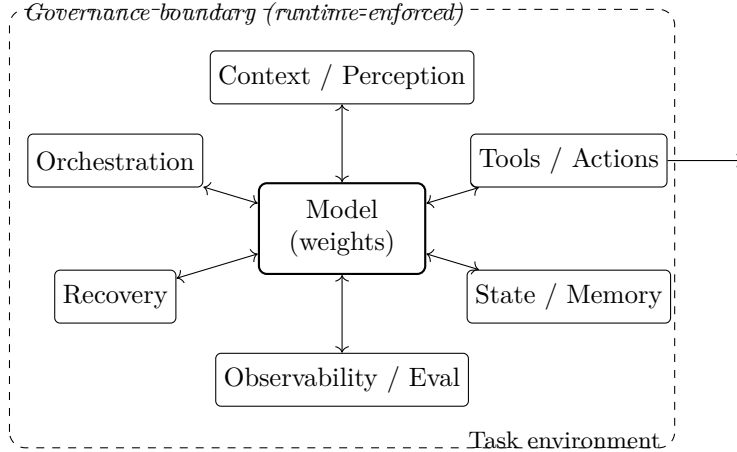 Governance boundary (runtime-enforced)
Context / Perception
Orchestration
Tools / Actions
Model
(weights)
Recovery
State / Memory
Observability / Eval
Task environment